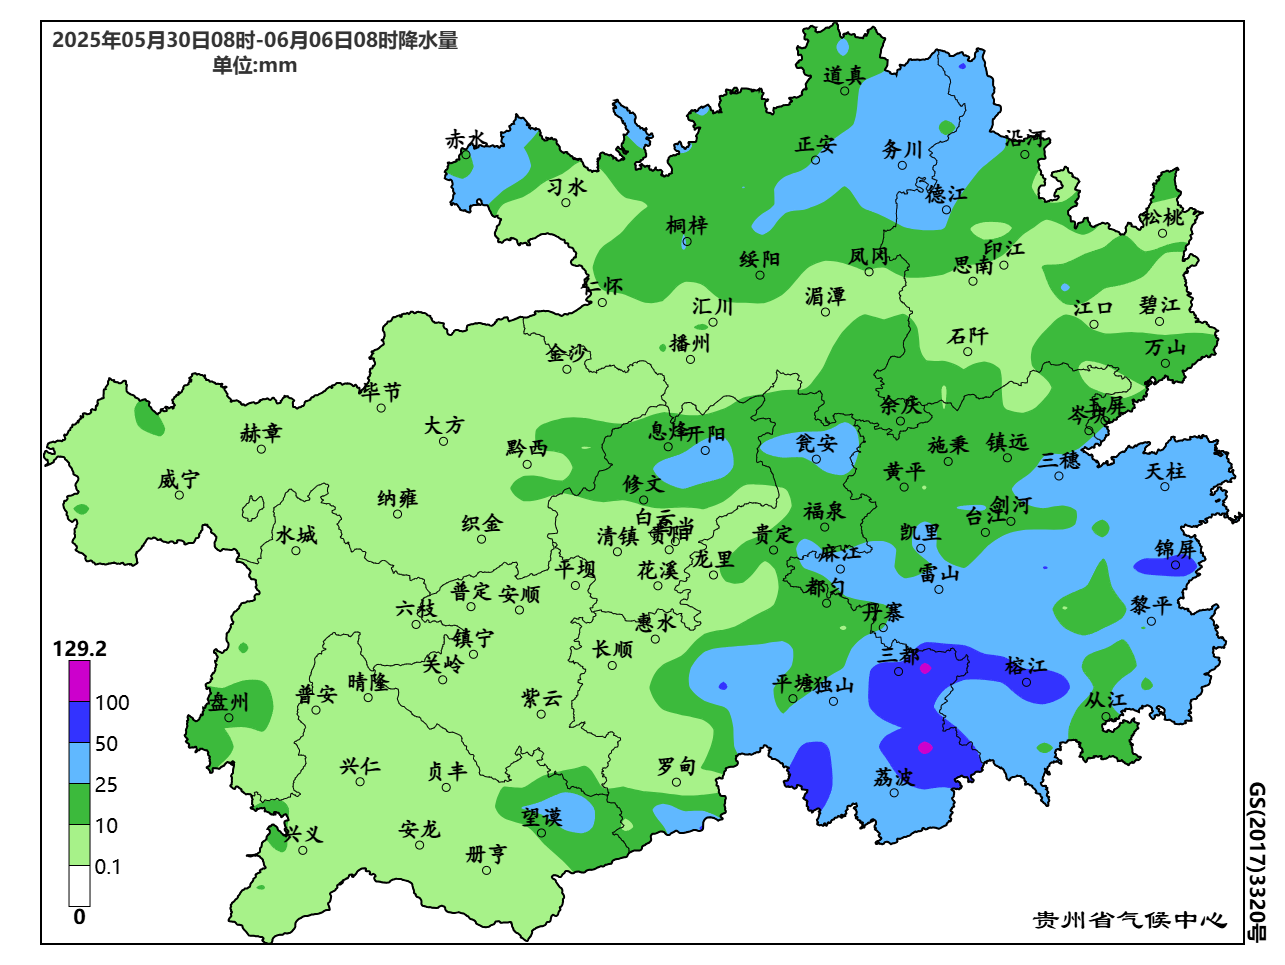 2025年05月30日08时-06月06日08时降水量
单位:mm
道真
赤水
正安
务川
沿河
习水
德江
桐梓
松桃
绥阳
凤冈
印江
思南
仁怀
汇川
湄潭
江口
碧江
播州
石阡
金沙
万山
毕节
余庆
玉屏
岑巩
赫章
大方
息烽
开阳
瓮安
施秉
镇远
黔西
三穗
天柱
威宁
修文
黄平
纳雍
织金
白云
乌当
福泉
台江
剑河
水城
清镇
贵阳
贵定
凯里
锦屏
平坝
花溪
龙里
麻江
雷山
普定
安顺
都匀
六枝
丹寨
黎平
惠水
镇宁
长顺
三都
关岭
榕江
晴隆
普安
盘州
紫云
平塘
独山
从江
兴仁
贞丰
罗甸
荔波
望谟
兴义
安龙
册亨
129.2
100
50
25
10
0.1
0
贵州省气候中心
GS(2017)3320号